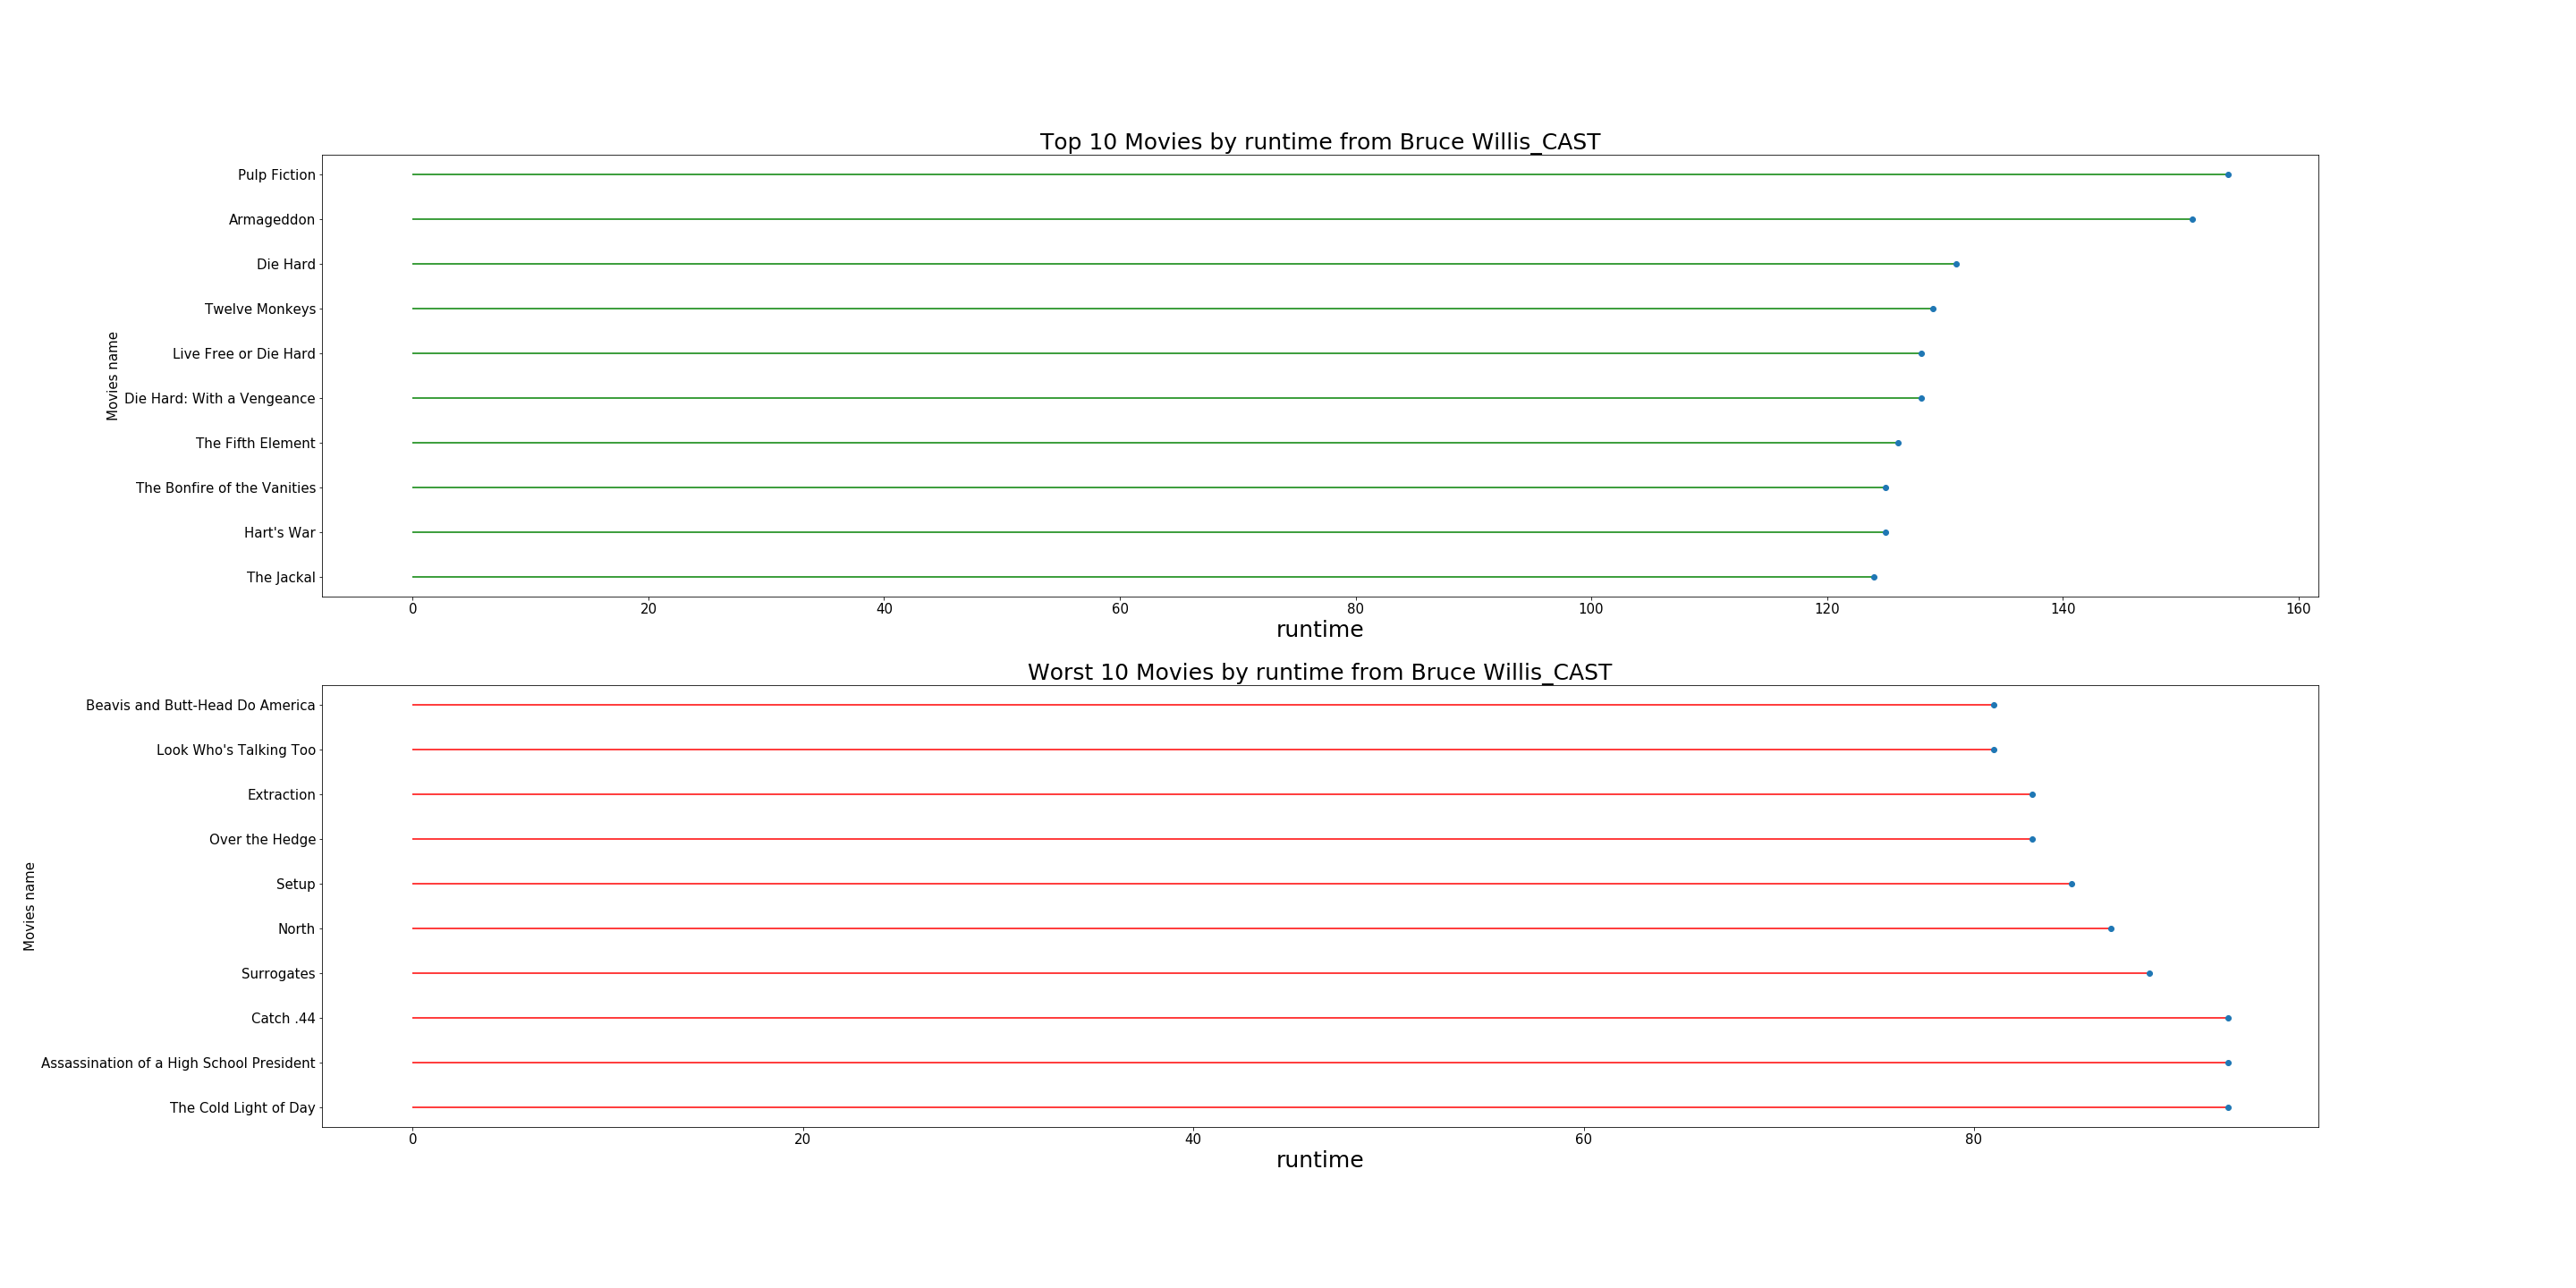 Top 10 Movies by runtime from Bruce Willis_CAST
Movies name
Pulp Fiction
Armageddon
Die Hard
Twelve Monkeys
Live Free or Die Hard
Die Hard: With a Vengeance
The Fifth Element
The Bonfire of the Vanities
Hart's War
The Jackal
0 20 40 60 80 100 120 140 160
runtime
Worst 10 Movies by runtime from Bruce Willis_CAST
Movies name
Beavis and Butt-Head Do America
Look Who's Talking Too
Extraction
Over the Hedge
Setup
North
Surrogates
Catch .44
Assassination of a High School President
The Cold Light of Day
0 20 40 60 80
runtime